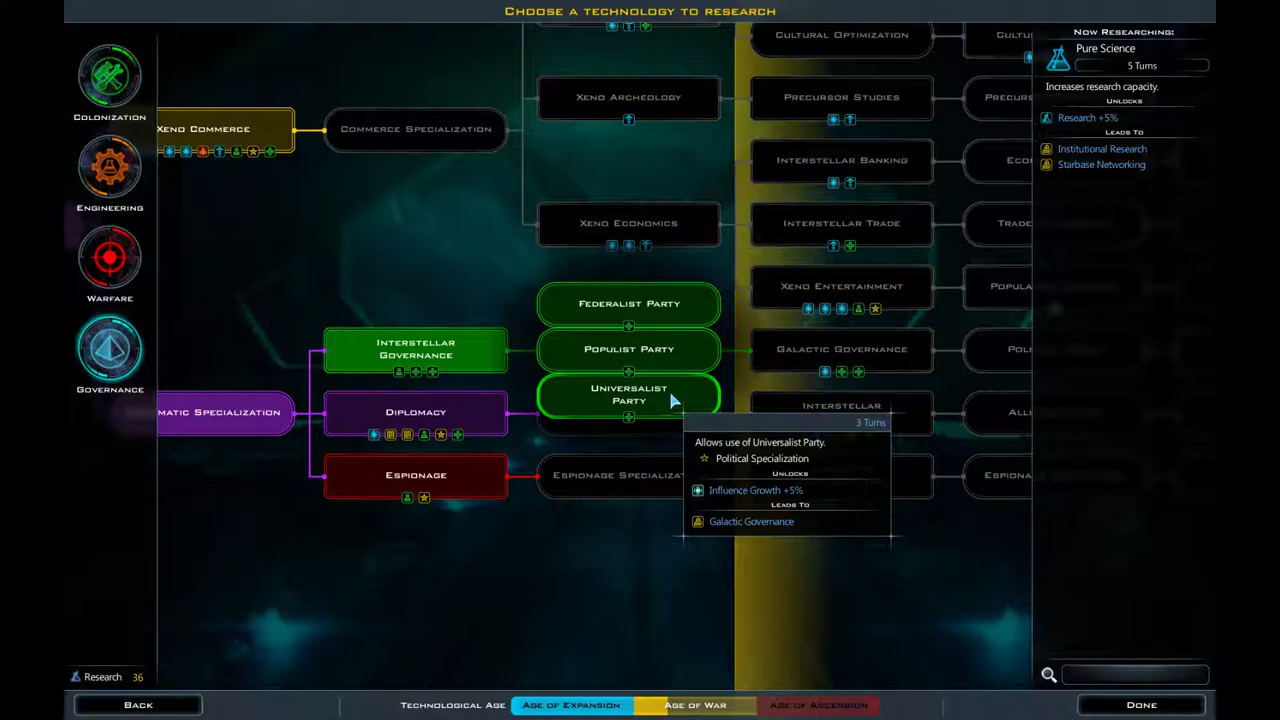 Choose a Technology to Research
Colonization
Engineering
Warfare
Governance
Xeno Commerce
Commerce Specialization
Xeno Archeology
Xeno Economics
Cultural Optimization
Precursor Studies
Interstellar Banking
Interstellar Trade
Xeno Entertainment
Galactic Governance
Interstellar
Federalist Party
Populist Party
Universalist
Party
Interstellar
Governance
matic Specialization
Diplomacy
Espionage
Espionage Specializat
3 Turns
Allows use of Universalist Party.
Political Specialization
Unlocks
Influence Growth +5%
Leads To
Galactic Governance
Now Researching:
Pure Science
5 Turns
Increases research capacity.
Unlocks
Research +5%
Leads To
Institutional Research
Starbase Networking
Research 36
Back
Technological Age
Age of Expansion
Age of War
Age of Ascension
Done